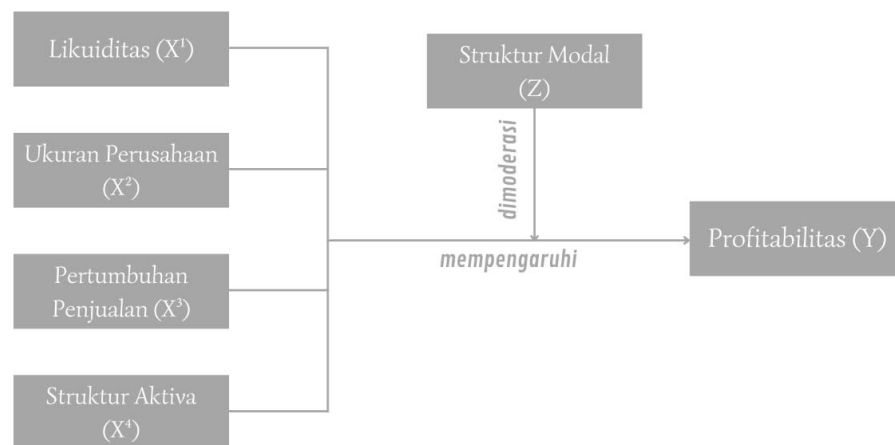 Likuiditas (X¹)
Struktur Modal
(Z)
Ukuran Perusahaan
(X²)
dimoderasi
mempengaruhi
Profitabilitas (Y)
Pertumbuhan
Penjualan (X³)
Struktur Aktiva
(X⁴)